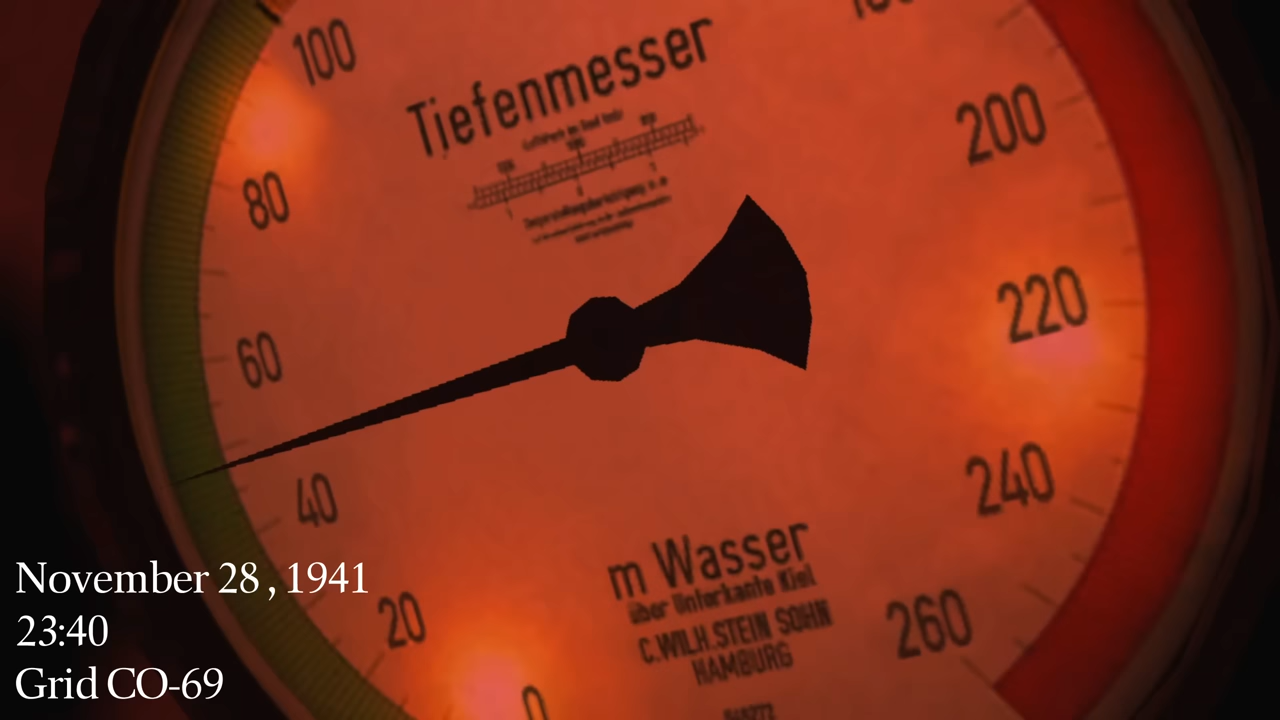 Tiefenmesser
100
200
80
220
60
240
40
m Wasser
über Unterkante Kiel
C.WILH.STEIN SOHN
HAMBURG
260
20
0
November 28 , 1941
23:40
Grid CO-69